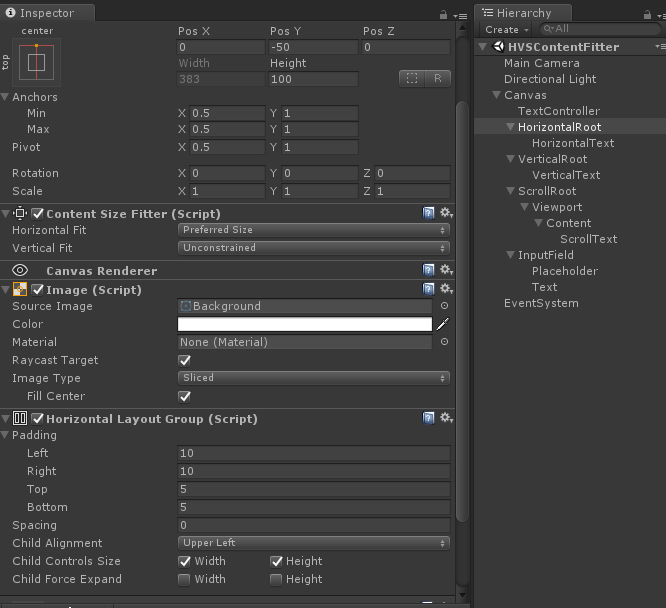 Inspector
center
top
Pos X Pos Y Pos Z
0 -50 0
Width Height
383 100 R
Anchors
Min X 0.5 Y 1
Max X 0.5 Y 1
Pivot X 0.5 Y 1
Rotation X 0 Y 0 Z 0
Scale X 1 Y 1 Z 1
Content Size Fitter (Script)
Horizontal Fit Preferred Size
Vertical Fit Unconstrained
Canvas Renderer
Image (Script)
Source Image Background
Color
Material None (Material)
Raycast Target
Image Type Sliced
Fill Center
Horizontal Layout Group (Script)
Padding
Left 10
Right 10
Top 5
Bottom 5
Spacing 0
Child Alignment Upper Left
Child Controls Size Width Height
Child Force Expand Width Height
Hierarchy
Create All
HVSContentFitter
Main Camera
Directional Light
Canvas
TextController
HorizontalRoot
HorizontalText
VerticalRoot
VerticalText
ScrollRoot
Viewport
Content
ScrollText
InputField
Placeholder
Text
EventSystem